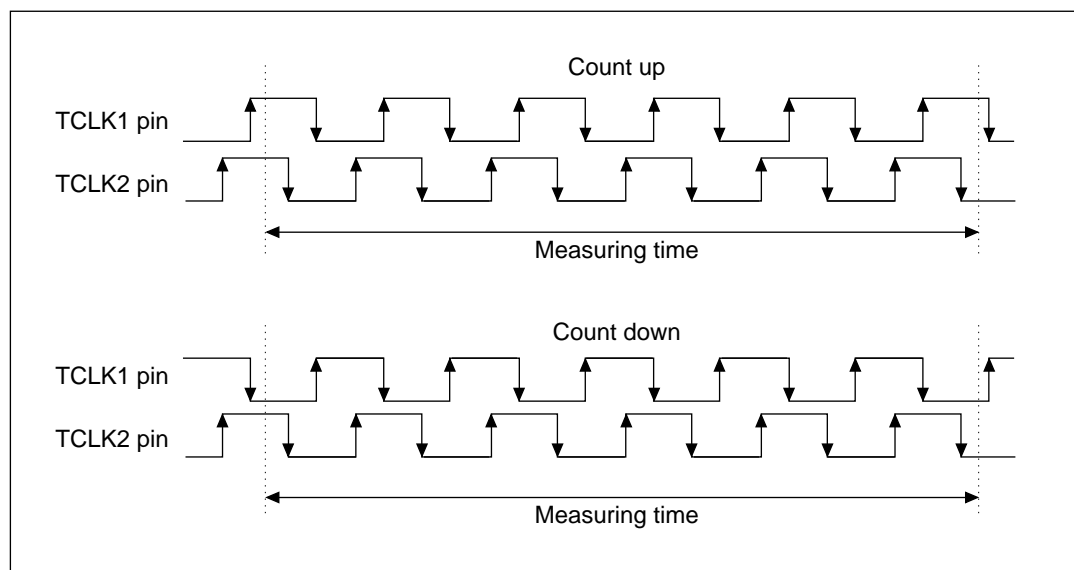 Count up
TCLK1 pin
TCLK2 pin
Measuring time
Count down
TCLK1 pin
TCLK2 pin
Measuring time